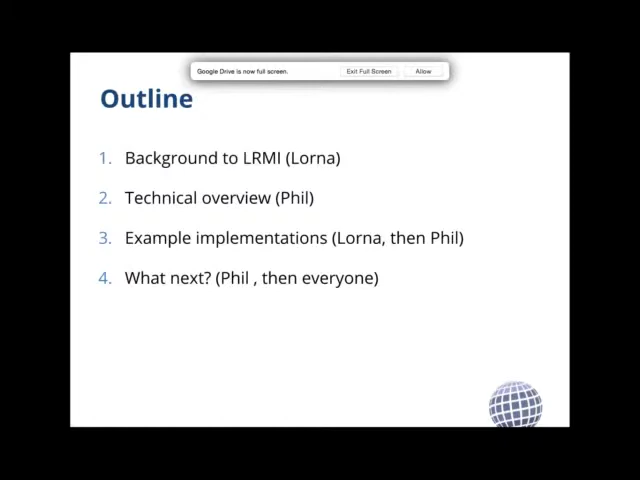 Google Drive is now full screen. Exit Full Screen Allow
Outline
1. Background to LRMI (Lorna)
2. Technical overview (Phil)
3. Example implementations (Lorna, then Phil)
4. What next? (Phil , then everyone)